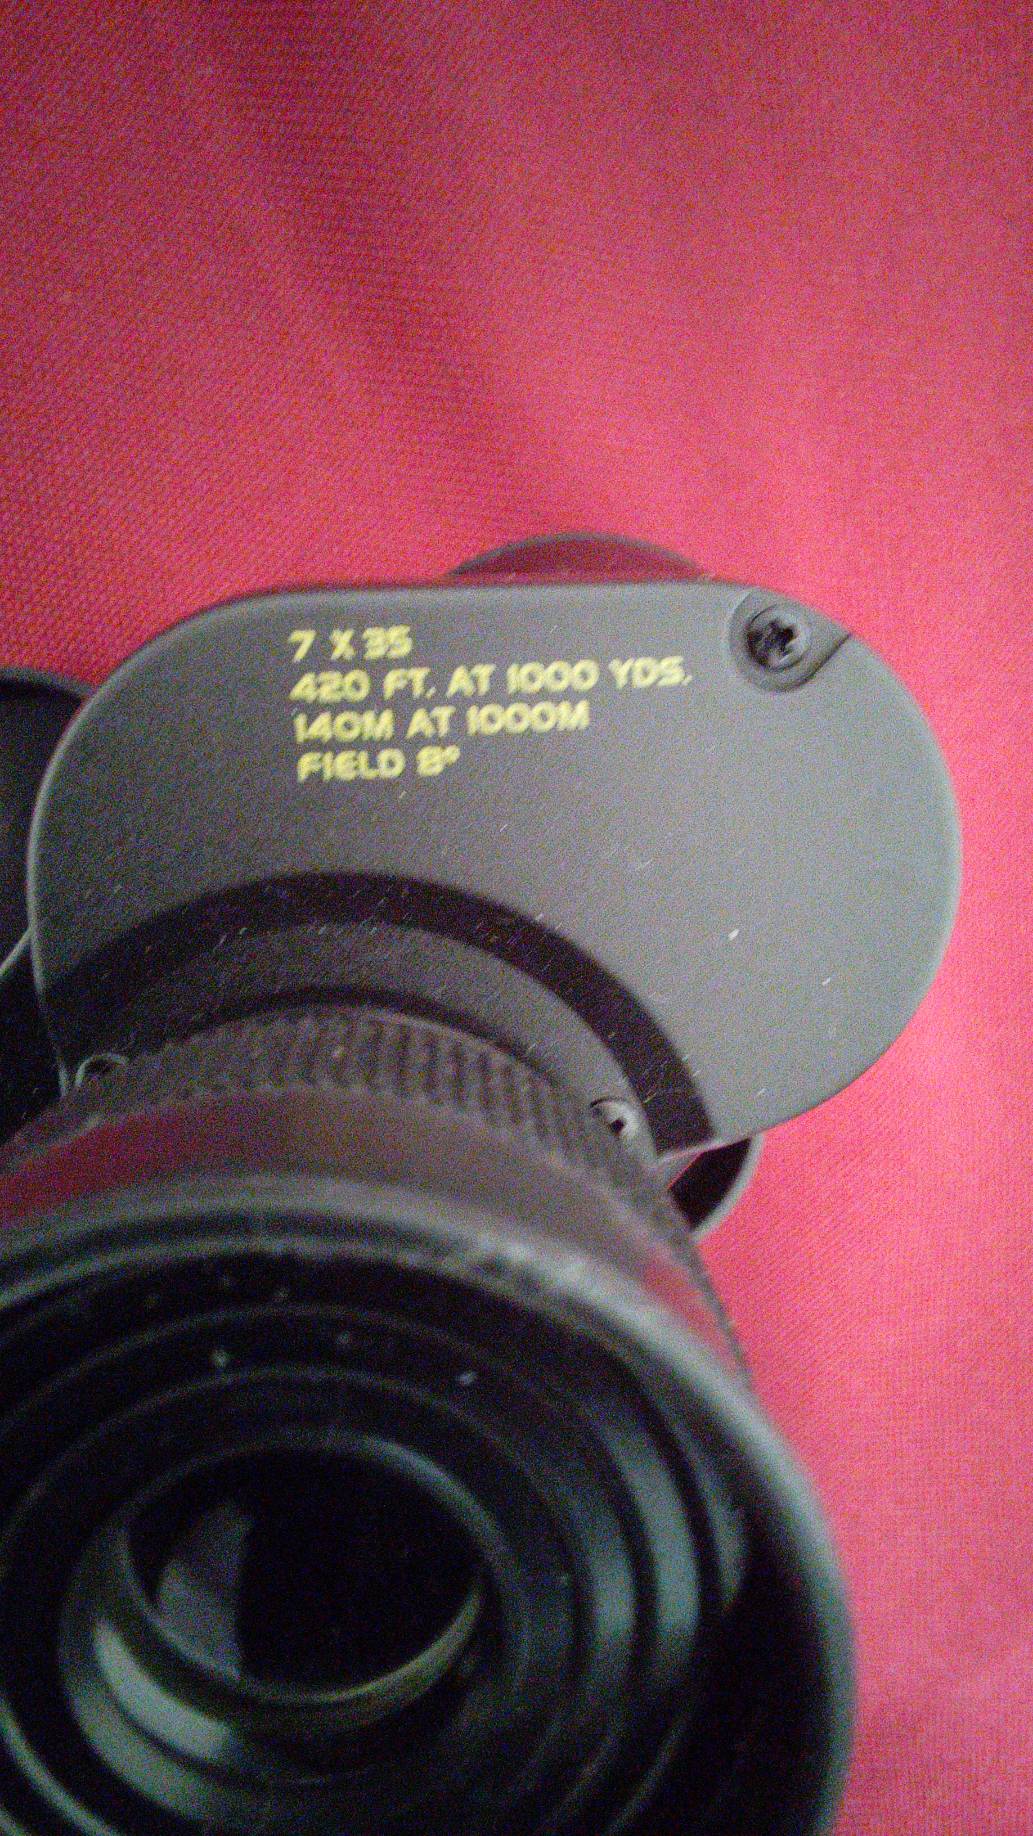 7 X 35
420 FT. AT 1000 YDS.
140M AT 1000M
FIELD 8°